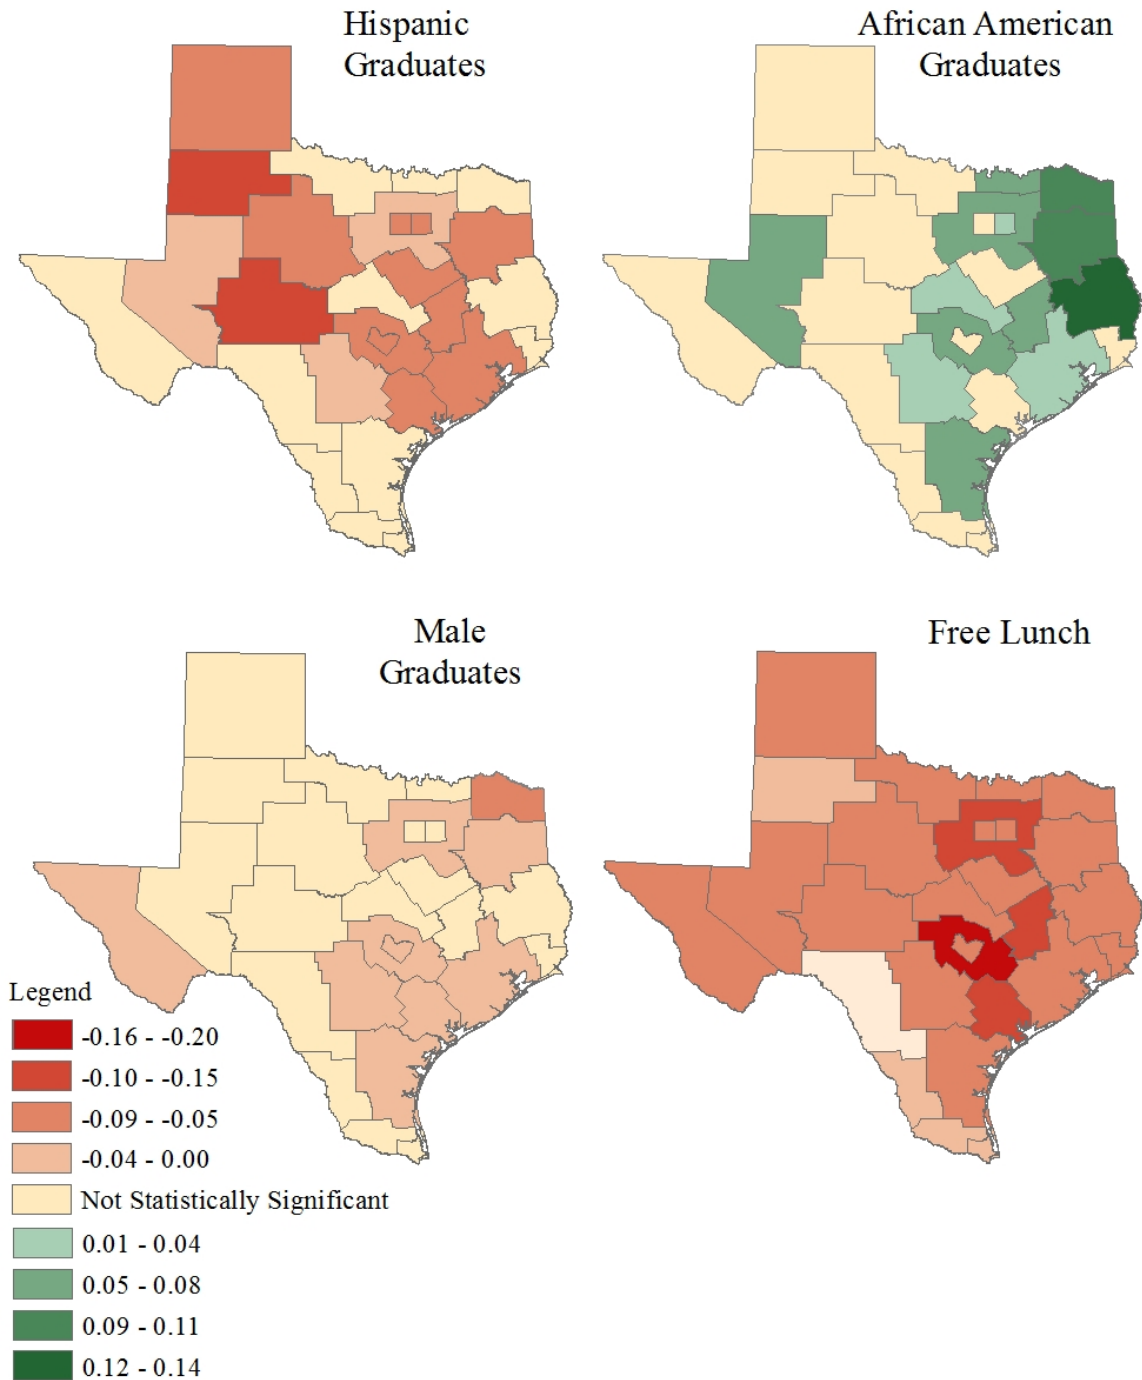 Hispanic
Graduates
African American
Graduates
Male
Graduates
Free Lunch
Legend
-0.16 - -0.20
-0.10 - -0.15
-0.09 - -0.05
-0.04 - 0.00
Not Statistically Significant
0.01 - 0.04
0.05 - 0.08
0.09 - 0.11
0.12 - 0.14